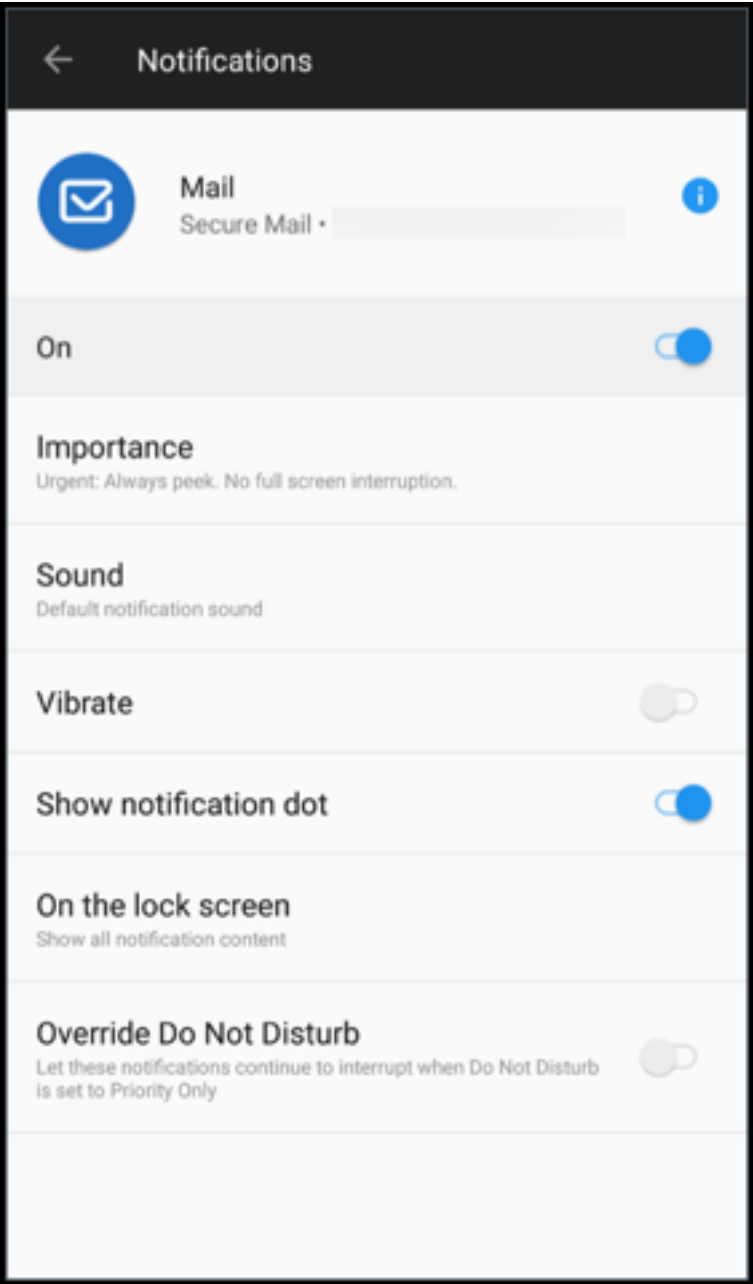 Notifications
Mail
Secure Mail •
On
Importance
Urgent: Always peek. No full screen interruption.
Sound
Default notification sound
Vibrate
Show notification dot
On the lock screen
Show all notification content
Override Do Not Disturb
Let these notifications continue to interrupt when Do Not Disturb
is set to Priority Only